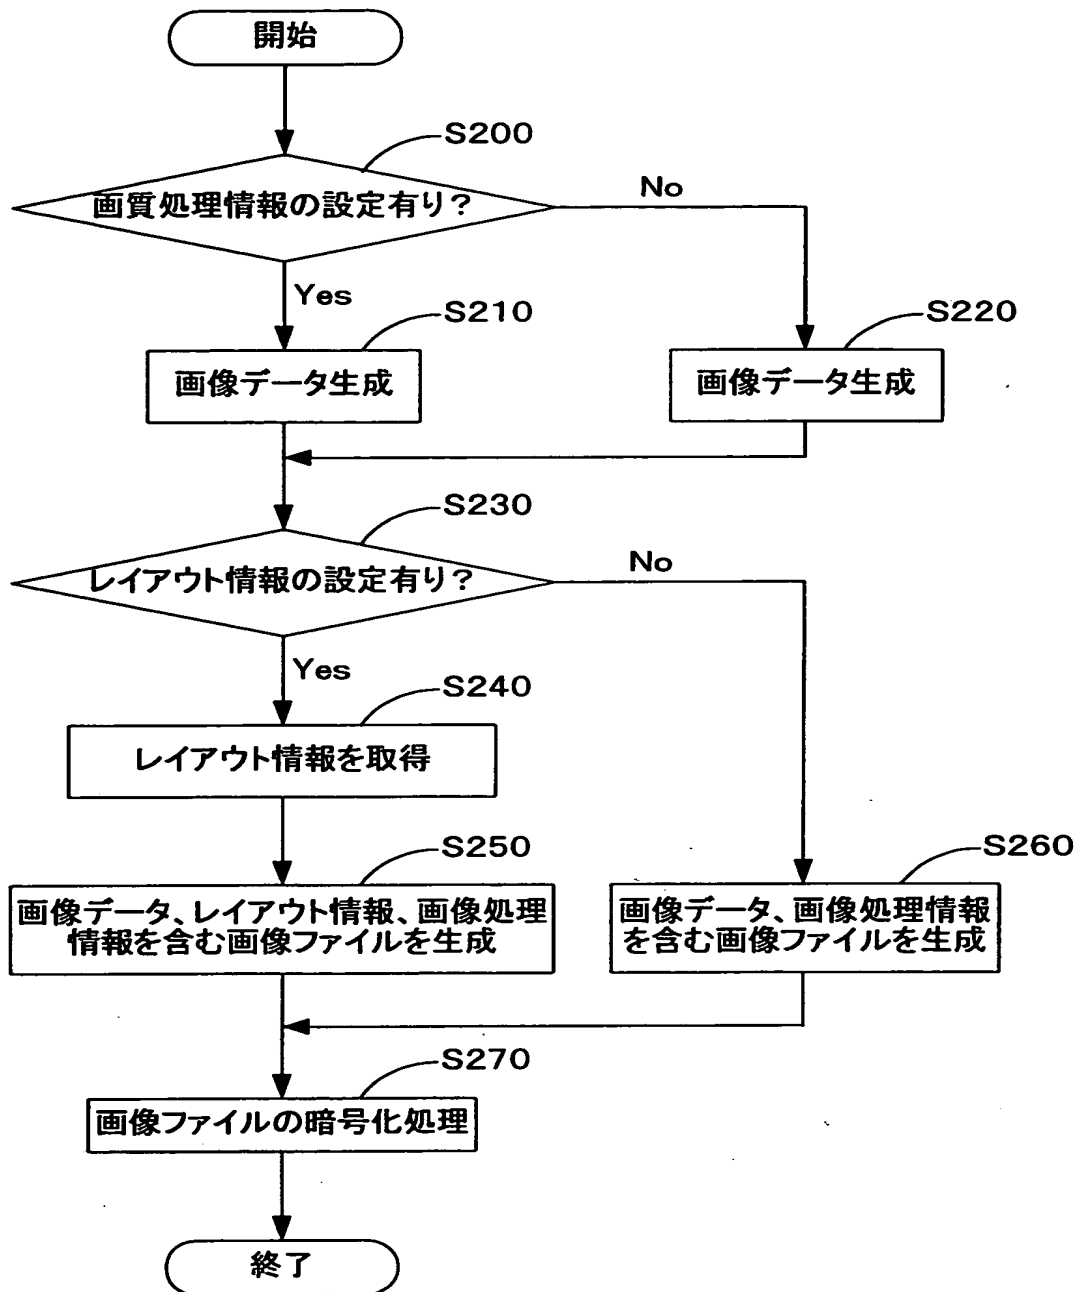 開始
S200
画質処理情報の設定有り？
No
Yes
S210
S220
画像データ生成
画像データ生成
S230
レイアウト情報の設定有り？
No
Yes
S240
レイアウト情報を取得
S250
S260
画像データ、レイアウト情報、画像処理
情報を含む画像ファイルを生成
画像データ、画像処理情報
を含む画像ファイルを生成
S270
画像ファイルの暗号化処理
終了